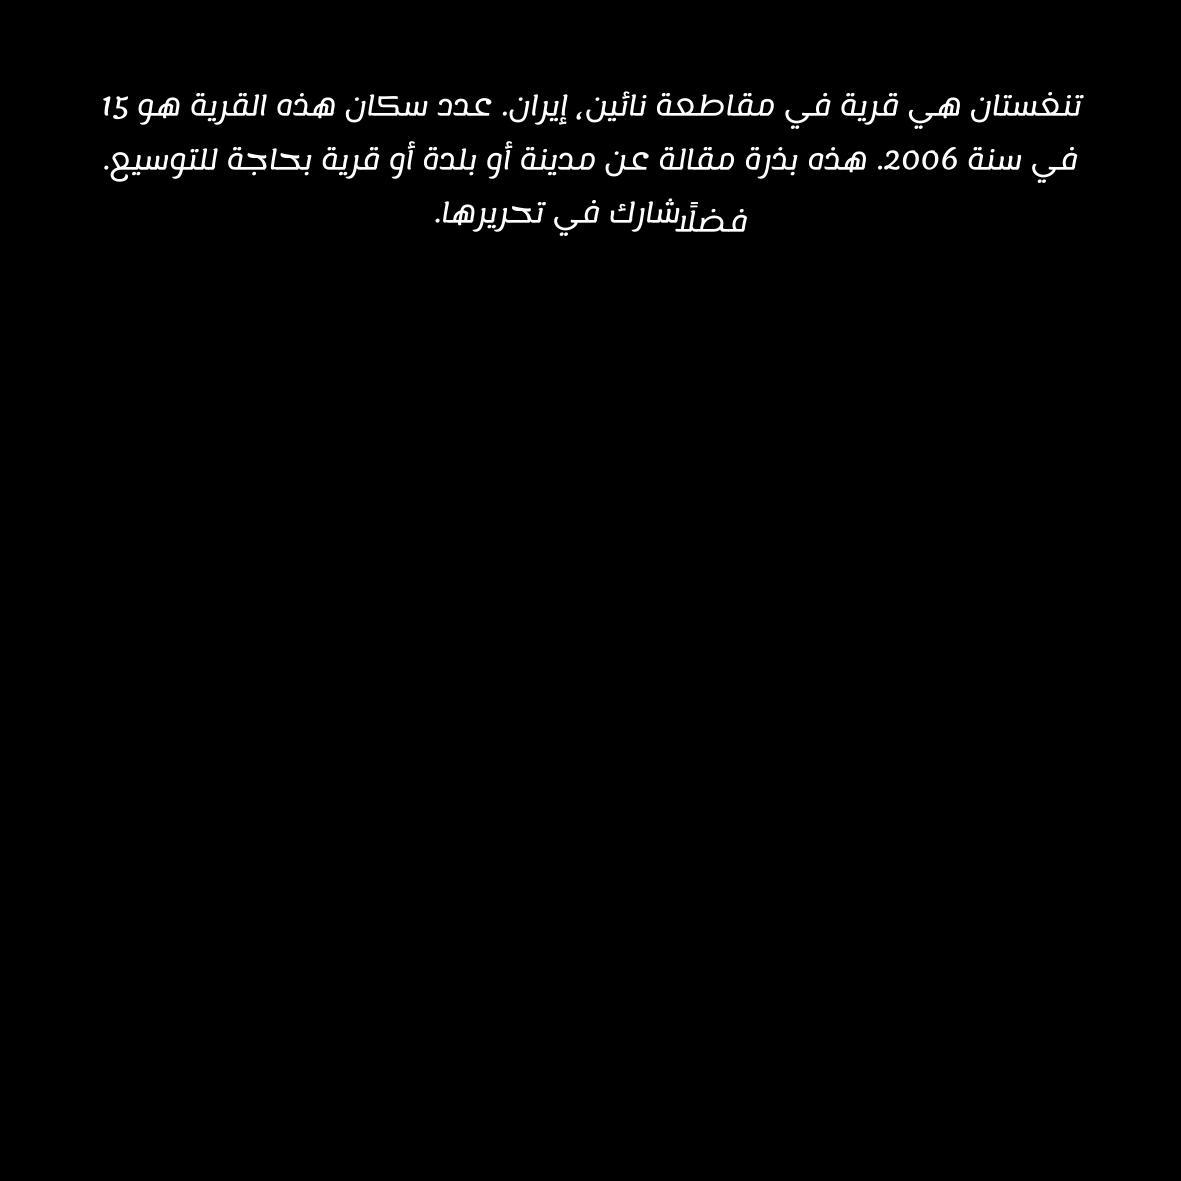 تنغستان هي قرية في مقاطعة نائين، إيران. عدد سكان هذه القرية هو 15
في سنة 2006. هذه بذرة مقالة عن مدينة أو بلدة أو قرية بحاجة للتوسيع.
فضلًا شارك في تحريرها.